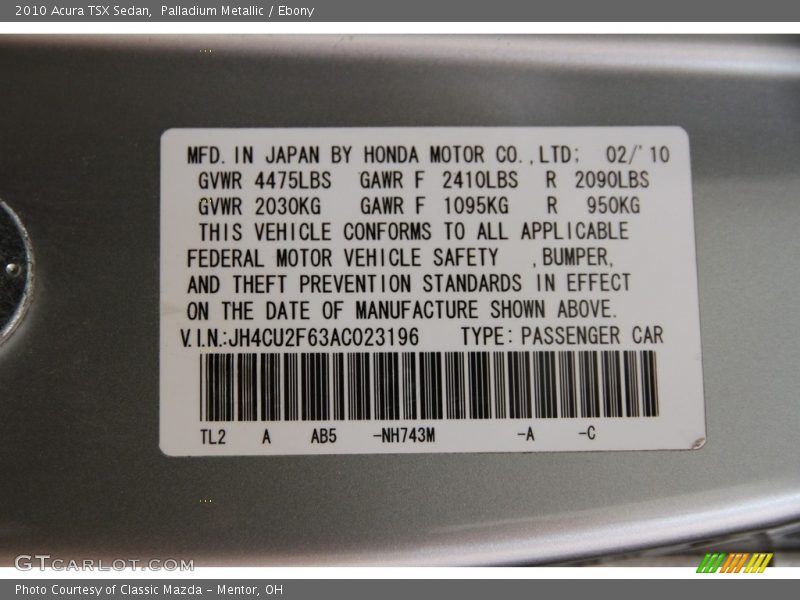 2010 Acura TSX Sedan,  Palladium Metallic / Ebony
MFD. IN JAPAN BY HONDA MOTOR CO.,LTD; 02/'10
GVWR 4475LBS GAWR F 2410LBS R 2090LBS
GVWR 2030KG GAWR F 1095KG R 950KG
THIS VEHICLE CONFORMS TO ALL APPLICABLE
FEDERAL MOTOR VEHICLE SAFETY ,BUMPER,
AND THEFT PREVENTION STANDARDS IN EFFECT
ON THE DATE OF MANUFACTURE SHOWN ABOVE.
V.I.N.:JH4CU2F63AC023196 TYPE: PASSENGER CAR
TL2 A AB5 -NH743M -A -C
GTCARLOT.COM
Photo Courtesy of Classic Mazda - Mentor, OH